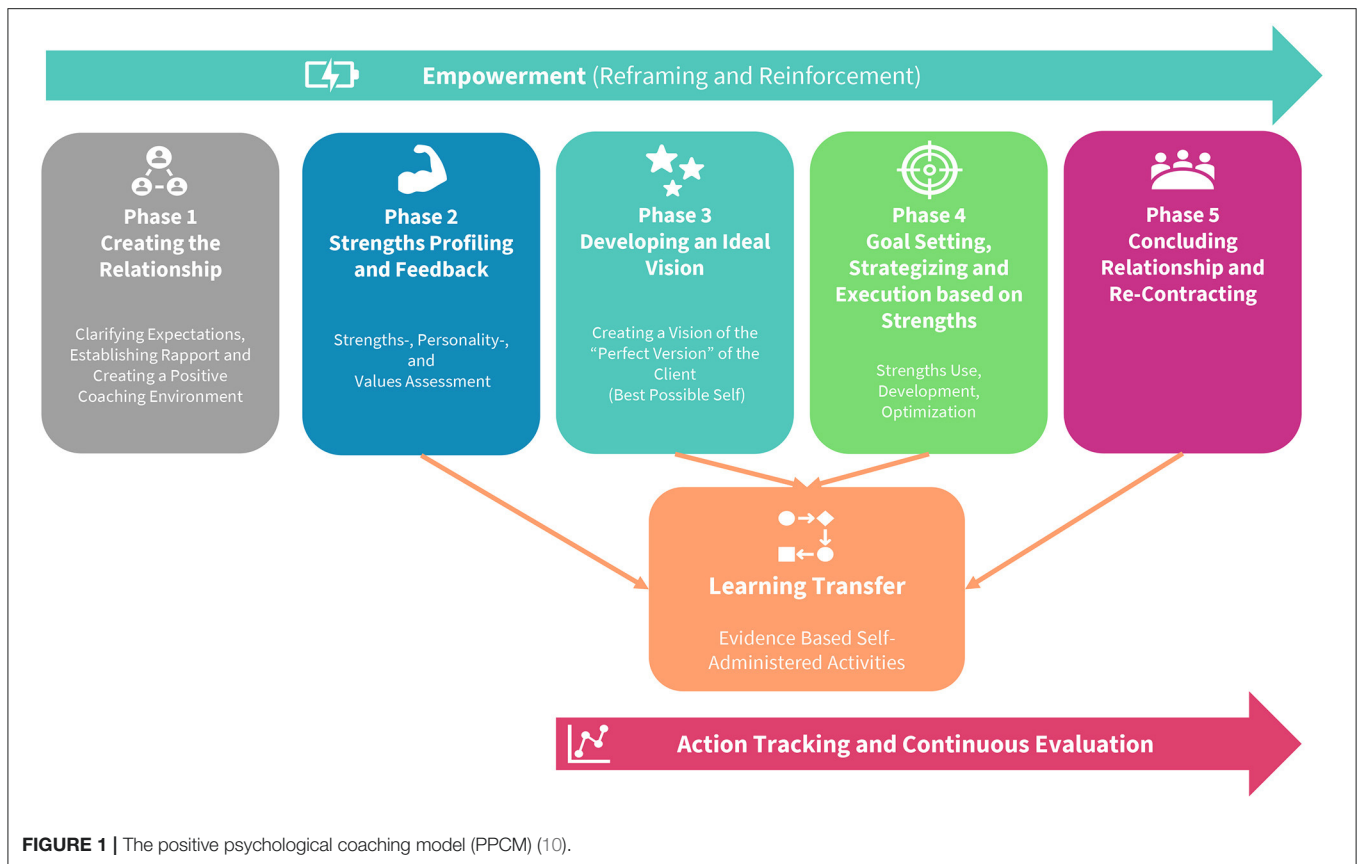 Empowerment (Reframing and Reinforcement)
Phase 1
Creating the
Relationship
Clarifying Expectations,
Establishing Rapport and
Creating a Positive
Coaching Environment
Phase 2
Strengths Profiling
and Feedback
Strengths-, Personality-,
and
Values Assessment
Phase 3
Developing an Ideal
Vision
Creating a Vision of the
“Perfect Version” of the
Client
(Best Possible Self)
Phase 4
Goal Setting,
Strategizing and
Execution based on
Strengths
Strengths Use,
Development,
Optimization
Phase 5
Concluding
Relationship and
Re-Contracting
Learning Transfer
Evidence Based Self-
Administered Activities
Action Tracking and Continuous Evaluation
FIGURE 1 | The positive psychological coaching model (PPCM) (10).